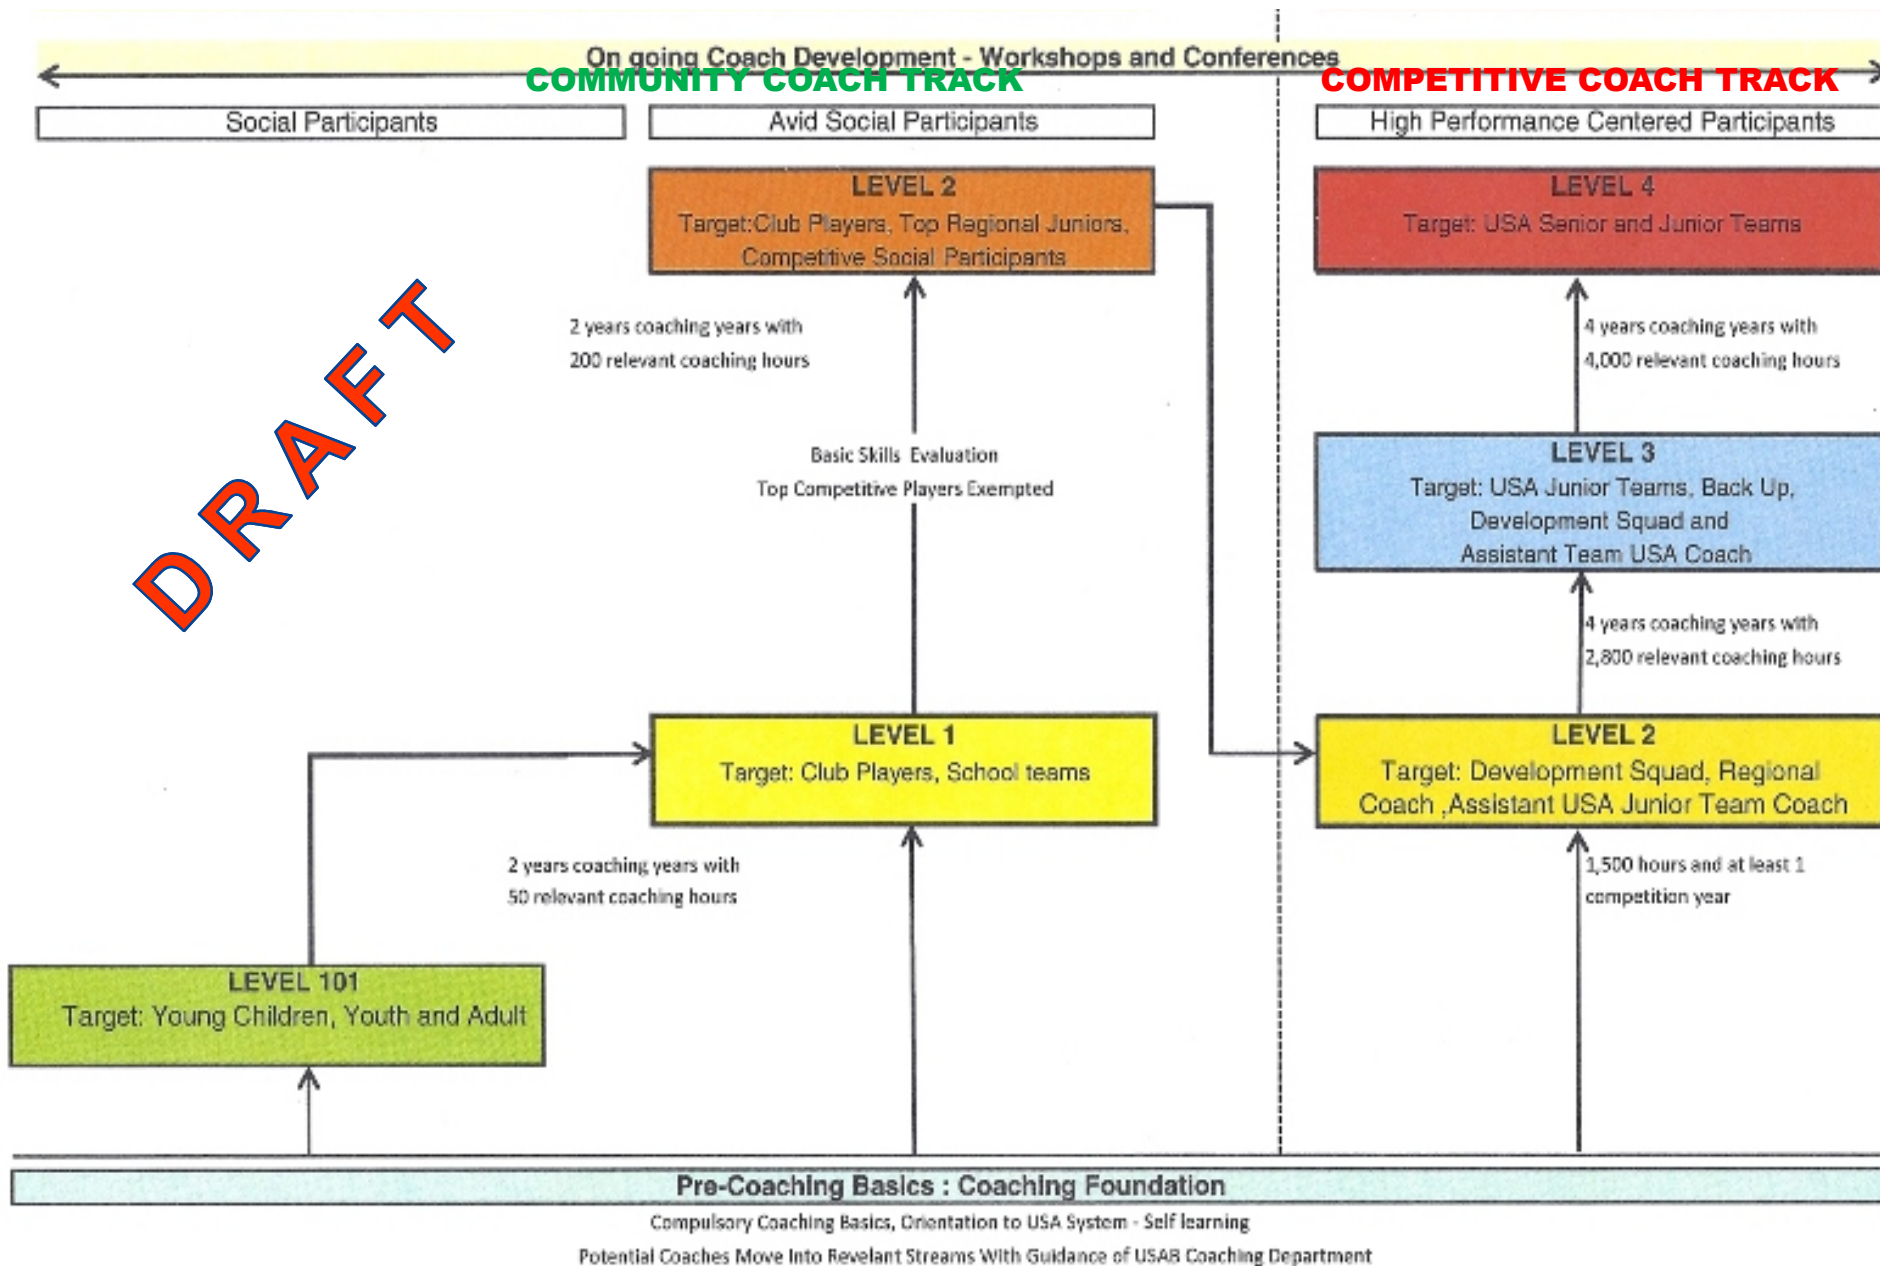 On going Coach Development - Workshops and Conferences
COMMUNITY COACH TRACK
COMPETITIVE COACH TRACK
Social Participants
Avid Social Participants
High Performance Centered Participants
LEVEL 2
Target:Club Players, Top Regional Juniors,
Competitive Social Participants
LEVEL 4
Target: USA Senior and Junior Teams
DRAFT
2 years coaching years with
200 relevant coaching hours
4 years coaching years with
4,000 relevant coaching hours
Basic Skills Evaluation
Top Competitive Players Exempted
LEVEL 3
Target: USA Junior Teams, Back Up,
Development Squad and
Assistant Team USA Coach
4 years coaching years with
2,800 relevant coaching hours
LEVEL 1
Target: Club Players, School teams
LEVEL 2
Target: Development Squad, Regional
Coach ,Assistant USA Junior Team Coach
2 years coaching years with
50 relevant coaching hours
1,500 hours and at least 1
competition year
LEVEL 101
Target: Young Children, Youth and Adult
Pre-Coaching Basics : Coaching Foundation
Compulsory Coaching Basics, Orientation to USA System - Self learning
Potential Coaches Move Into Revelant Streams With Guidance of USAB Coaching Department